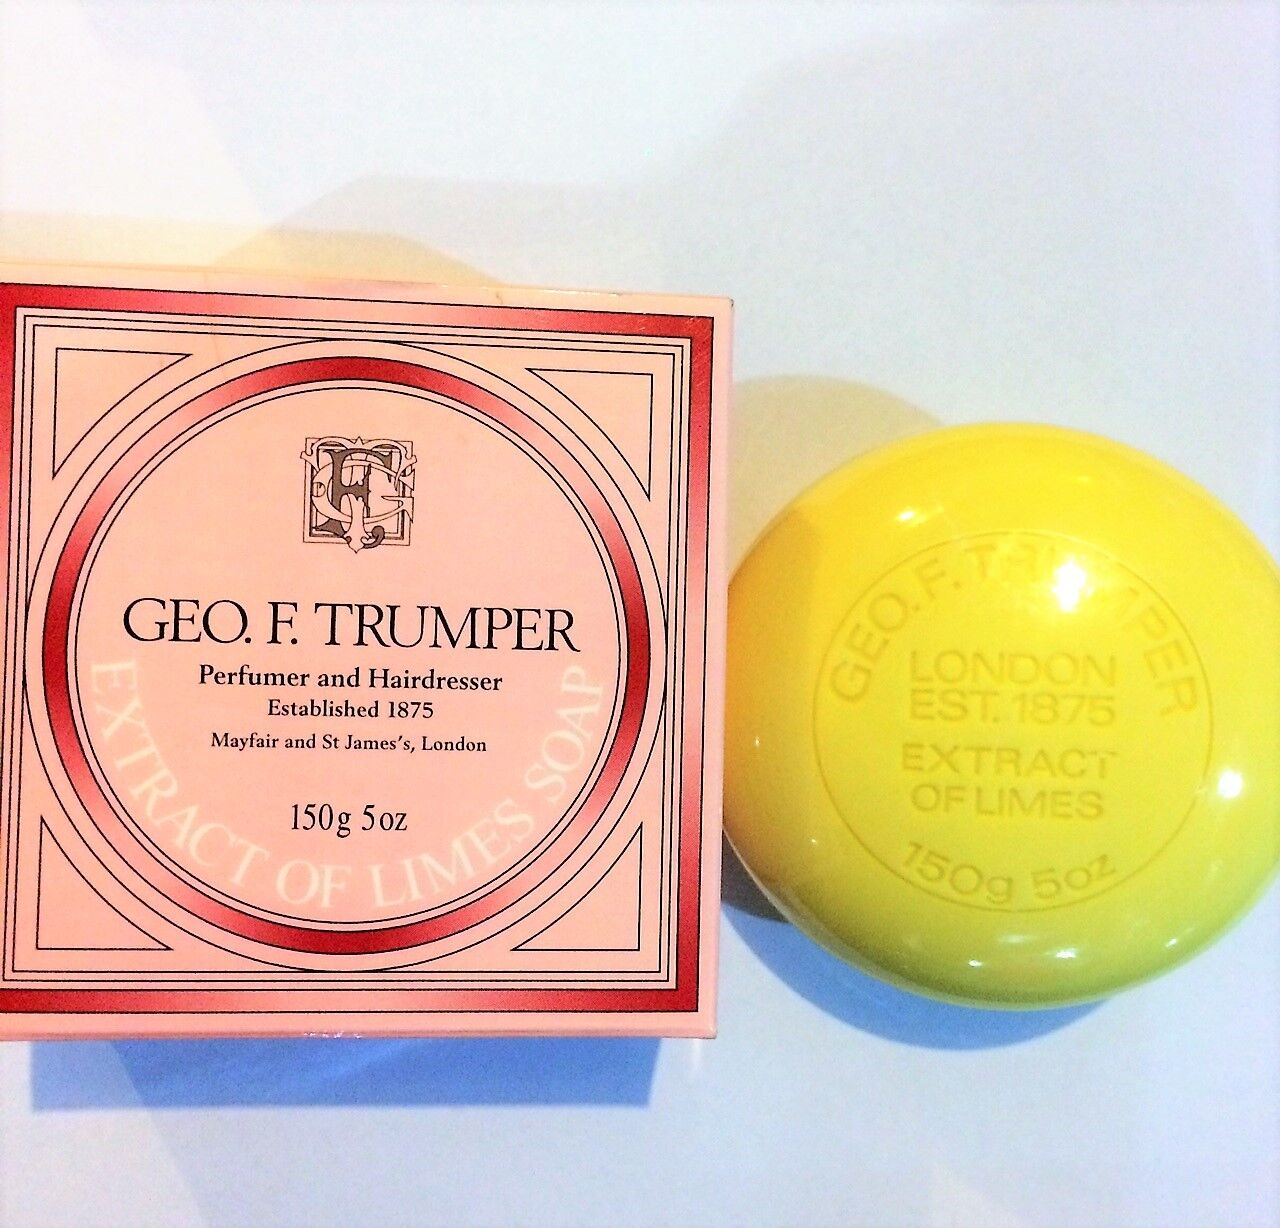 GEO. F. TRUMPER
Perfumer and Hairdresser
Established 1875
Mayfair and St James's, London
150g 5oz
EXTRACT OF LIMES SOAP
GEO. F. TRUMPER
LONDON
EST. 1875
EXTRACT
OF LIMES
150g 5oz